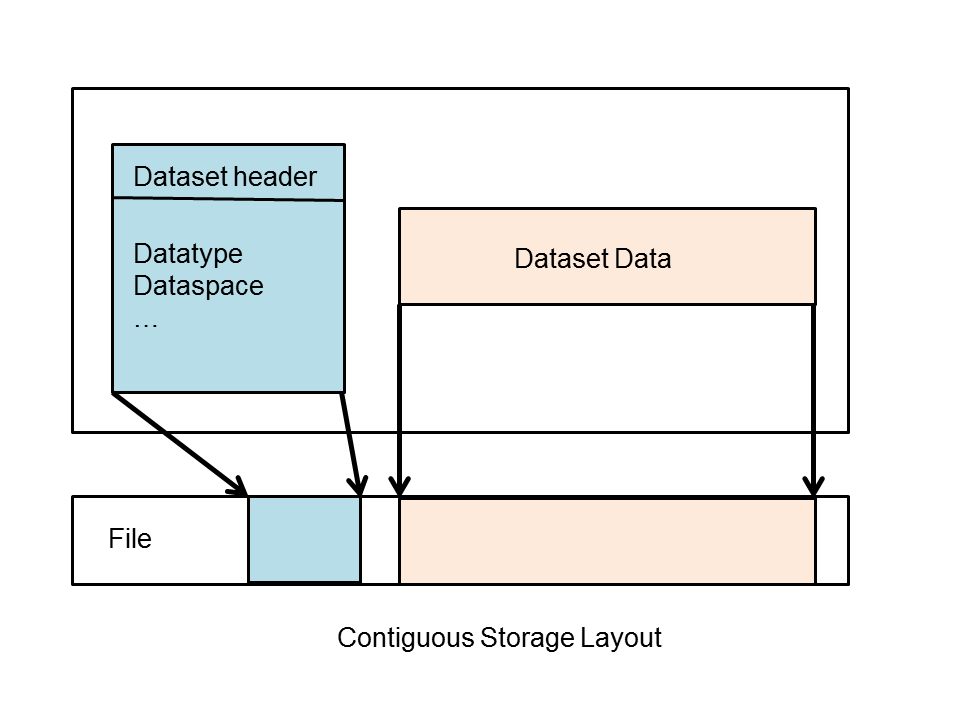 Dataset header
Datatype
Dataspace
…
Dataset Data
File
Contiguous Storage Layout